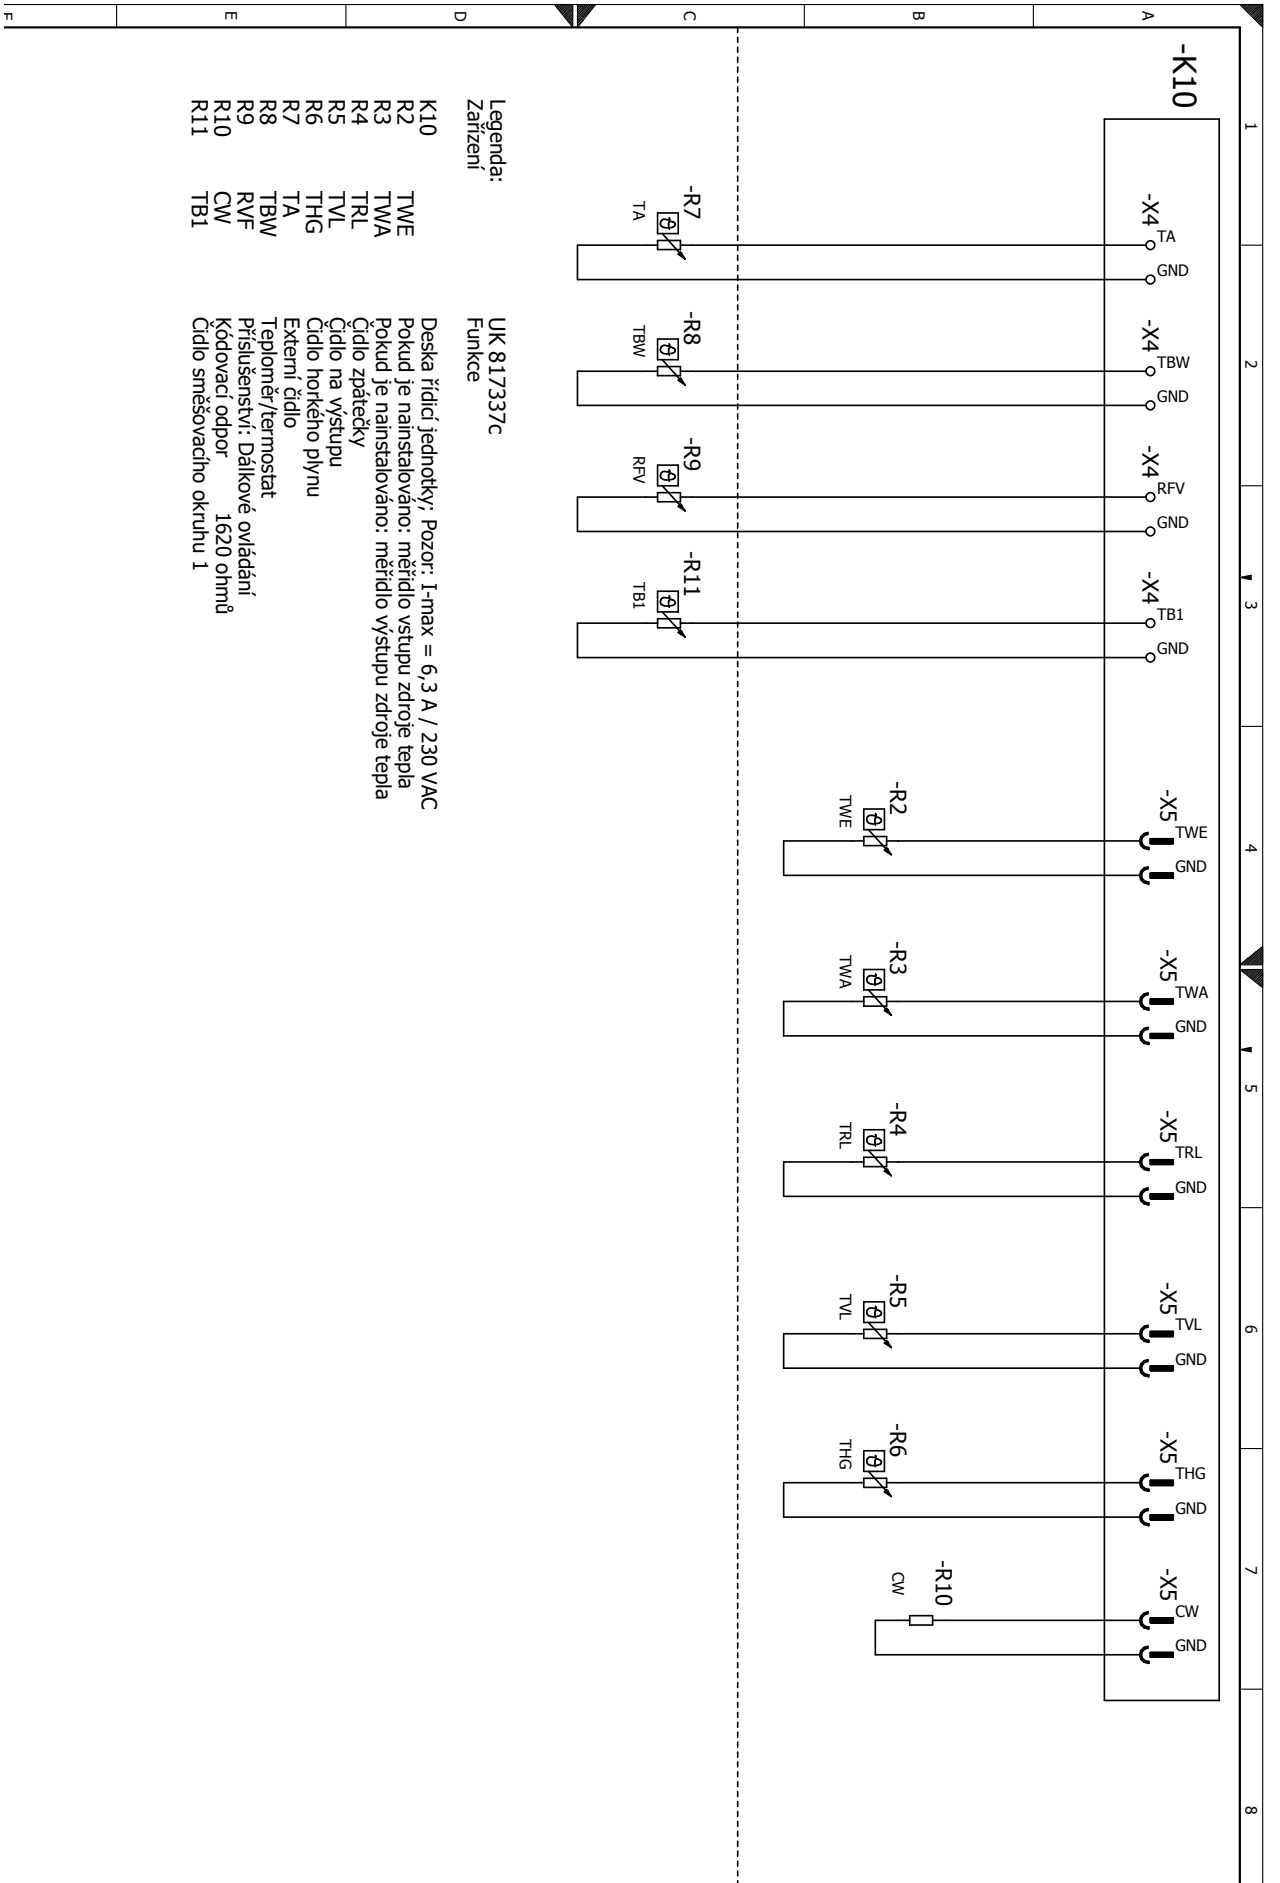 1 2 3 4 5 6 7 8
A
-K10
-X4 TA GND
-X4 TBW GND
-X4 RFV GND
-X4 TB1 GND
-X5 TWE GND
-X5 TWA GND
-X5 TRL GND
-X5 TVL GND
-X5 THG GND
-X5 CW GND
B
-R2 TWE
-R3 TWA
-R4 TRL
-R5 TVL
-R6 THG
-R10 CW
C
-R7 TA
-R8 TBW
-R9 RFV
-R11 TB1
D
Legenda: UK 817337c
Zařízení Funkce
K10 Deska řídicí jednotky; Pozor: I-max = 6,3 A / 230 VAC
R2 TWE Pokud je nainstalováno: měřidlo vstupu zdroje tepla
R3 TWA Pokud je nainstalováno: měřidlo výstupu zdroje tepla
R4 TRL Čidlo zpátečky
R5 TVL Čidlo na výstupu
R6 THG Čidlo horkého plynu
R7 TA Externí čidlo
R8 TBW Teploměr/termostat
R9 RVF Příslušenství: Dálkové ovládání
R10 CW Kódovací odpor 1620 ohmů
R11 TB1 Čidlo směšovacího okruhu 1
E
F